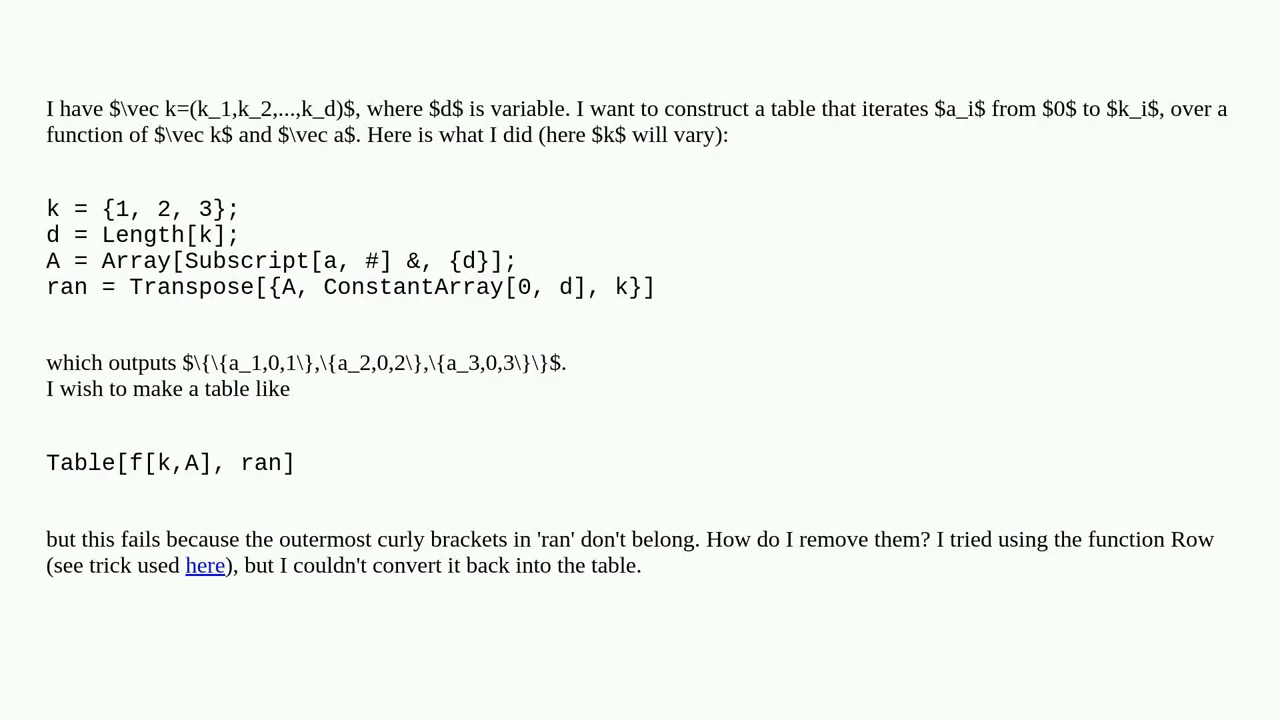 I have $\vec k=(k_1,k_2,...,k_d)$, where $d$ is variable. I want to construct a table that iterates $a_i$ from $0$ to $k_i$, over a
function of $\vec k$ and $\vec a$. Here is what I did (here $k$ will vary):
k = {1, 2, 3};
d = Length[k];
A = Array[Subscript[a, #] &, {d}];
ran = Transpose[{A, ConstantArray[0, d], k}]
which outputs $\{\{a_1,0,1\},\{a_2,0,2\},\{a_3,0,3\}\}$.
I wish to make a table like
Table[f[k,A], ran]
but this fails because the outermost curly brackets in 'ran' don't belong. How do I remove them? I tried using the function Row
(see trick used here), but I couldn't convert it back into the table.